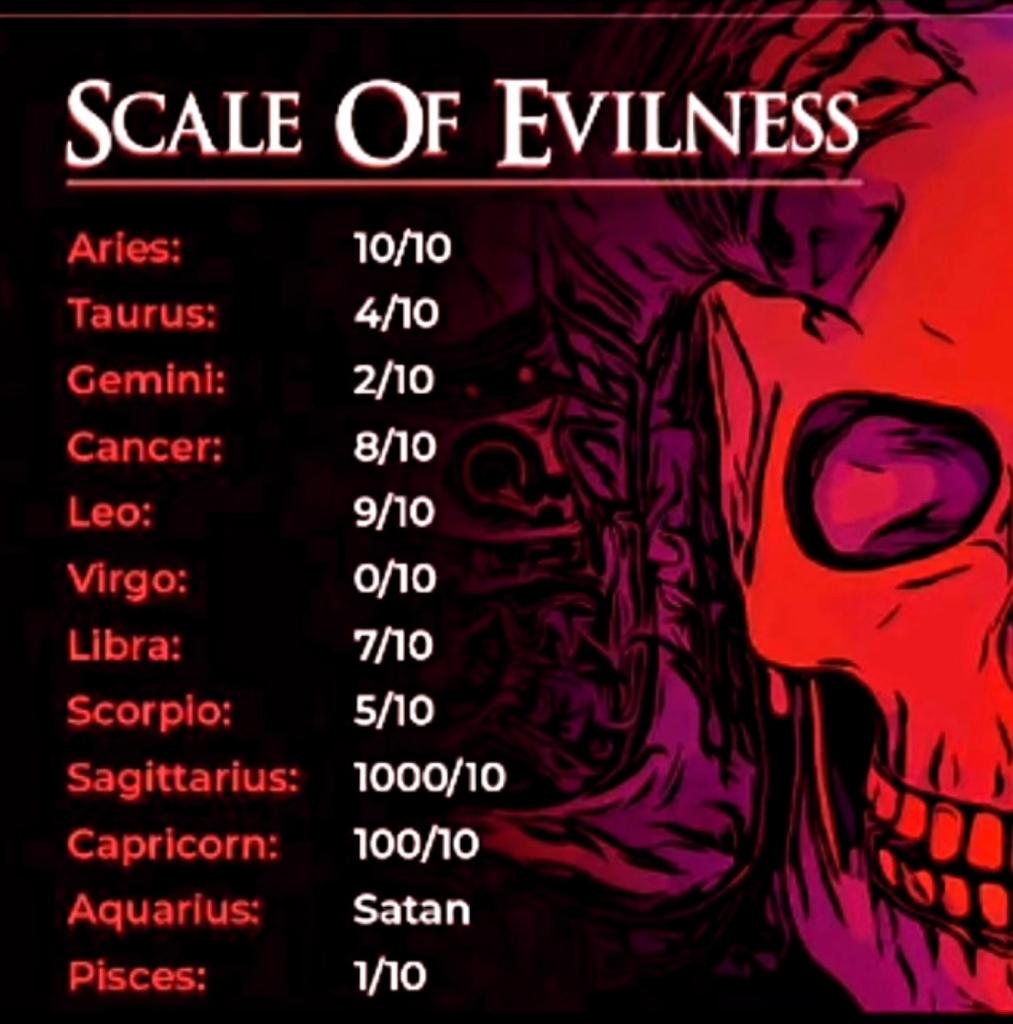 Scale Of Evilness
Aries: 10/10
Taurus: 4/10
Gemini: 2/10
Cancer: 8/10
Leo: 9/10
Virgo: 0/10
Libra: 7/10
Scorpio: 5/10
Sagittarius: 1000/10
Capricorn: 100/10
Aquarius: Satan
Pisces: 1/10